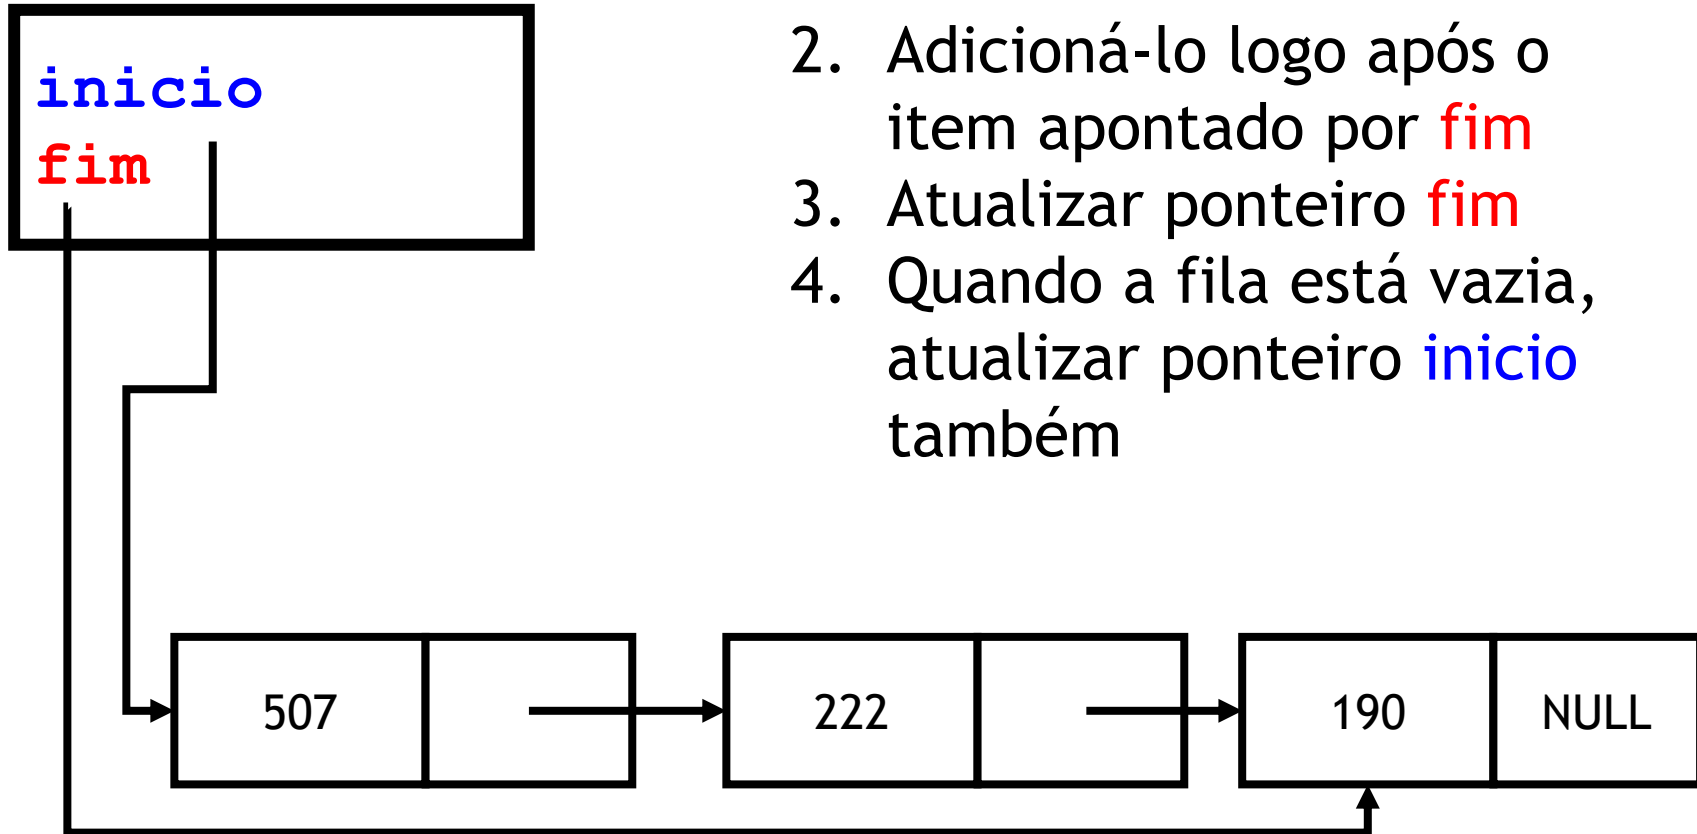 inicio
fim
2. Adicioná-lo logo após o
item apontado por fim
3. Atualizar ponteiro fim
4. Quando a fila está vazia,
atualizar ponteiro inicio
também
507
222
190
NULL